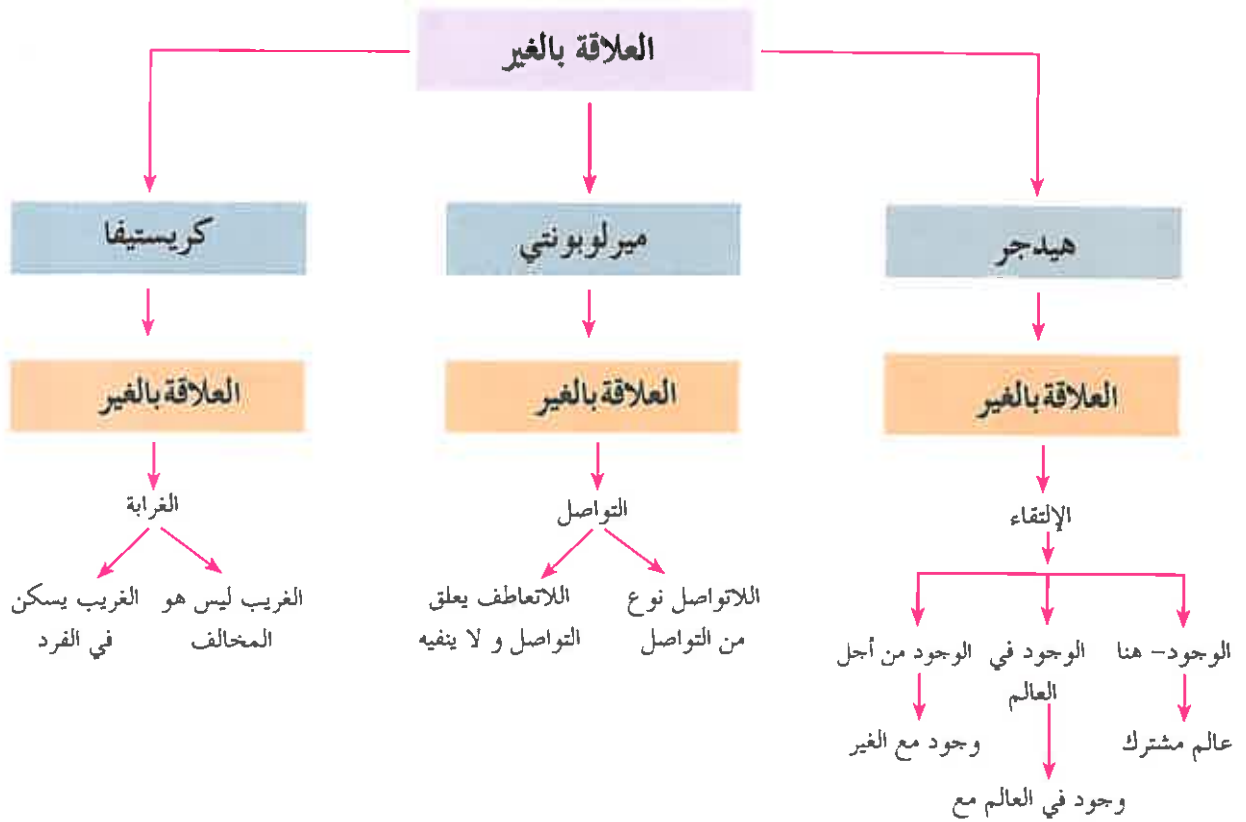 العلاقة بالغير
هيدجر
ميرلوبونتي
كريستيفا
العلاقة بالغير
العلاقة بالغير
العلاقة بالغير
الإلتقاء
التواصل
الغرابة
الوجود- هنا
الوجود في
العالم
الوجود من أجل
عالم مشترك
وجود في العالم مع
وجود مع الغير
اللاتواصل نوع
من التواصل
اللاتعاطف يعلق
التواصل و لا ينفيه
الغريب ليس هو
المخالف
الغريب يسكن
في الفرد